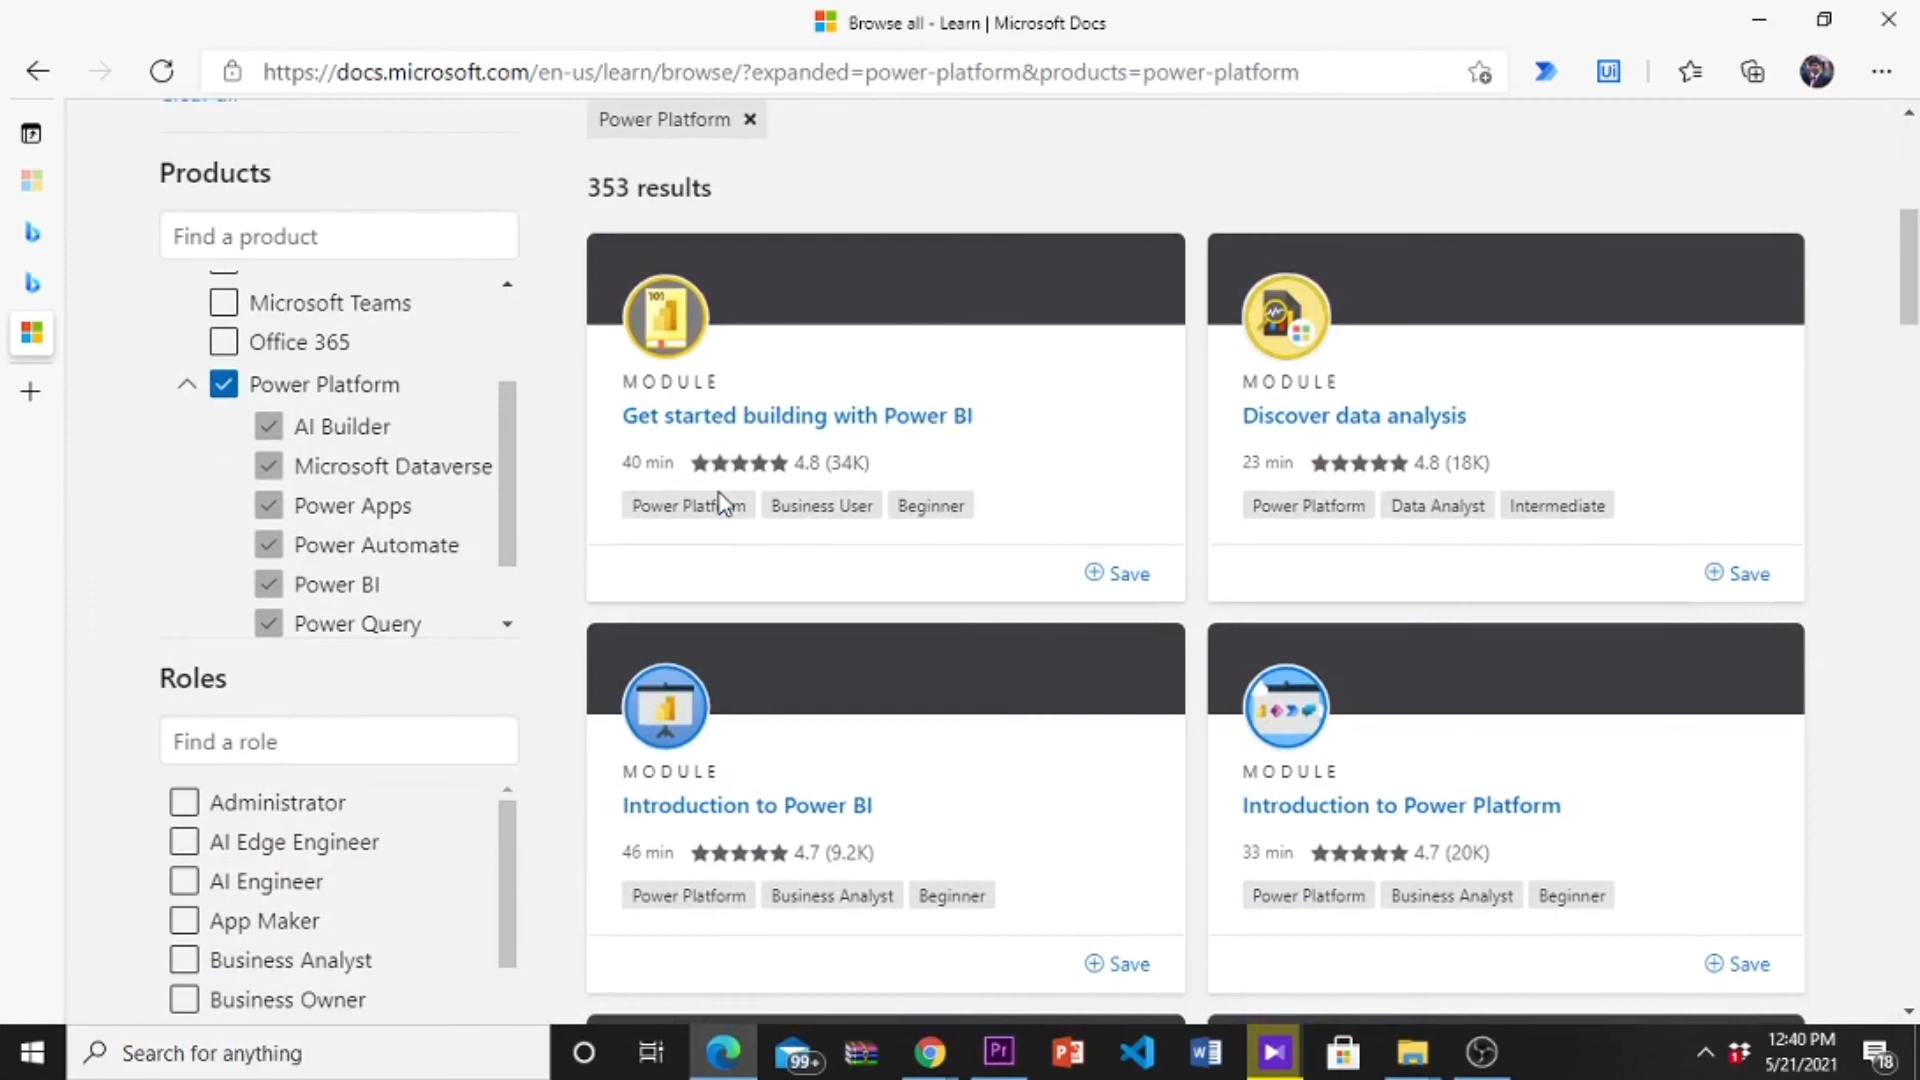 Browse all - Learn | Microsoft Docs
https://docs.microsoft.com/en-us/learn/browse/?expanded=power-platform&products=power-platform
Power Platform
Products
Find a product
Microsoft Teams
Office 365
Power Platform
AI Builder
Microsoft Dataverse
Power Apps
Power Automate
Power BI
Power Query
Roles
Find a role
Administrator
AI Edge Engineer
AI Engineer
App Maker
Business Analyst
Business Owner
353 results
101
MODULE
Get started building with Power BI
40 min 4.8 (34K)
Power Platform Business User Beginner
Save
MODULE
Discover data analysis
23 min 4.8 (18K)
Power Platform Data Analyst Intermediate
Save
MODULE
Introduction to Power BI
46 min 4.7 (9.2K)
Power Platform Business Analyst Beginner
Save
MODULE
Introduction to Power Platform
33 min 4.7 (20K)
Power Platform Business Analyst Beginner
Save
Search for anything
99+
Pr
12:40 PM
5/21/2021
18